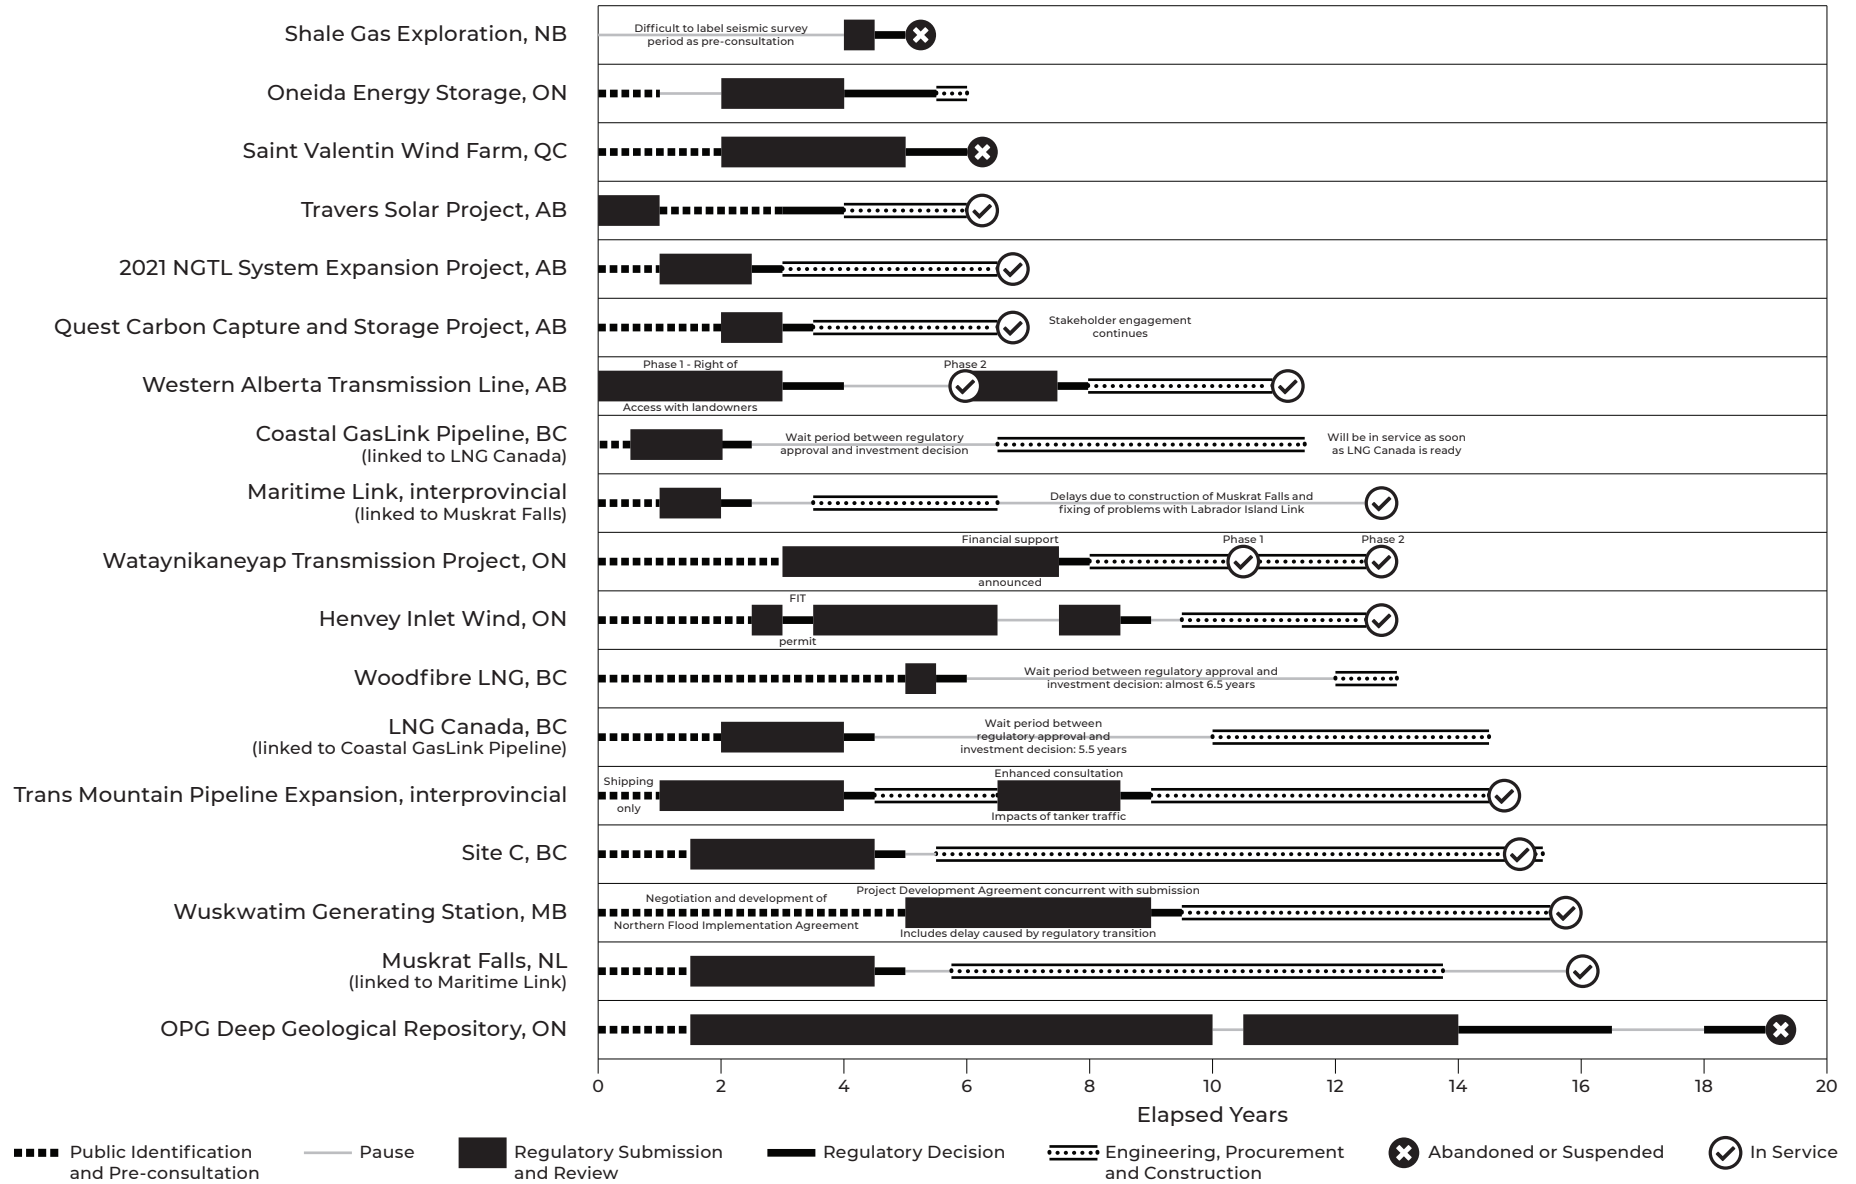 Shale Gas Exploration, NB
Difficult to label seismic survey
period as pre-consultation
Oneida Energy Storage, ON
Saint Valentin Wind Farm, QC
Travers Solar Project, AB
2021 NGTL System Expansion Project, AB
Quest Carbon Capture and Storage Project, AB
Stakeholder engagement
continues
Western Alberta Transmission Line, AB
Phase 1 - Right of
Access with landowners
Phase 2
Coastal GasLink Pipeline, BC
(linked to LNG Canada)
Wait period between regulatory
approval and investment decision
Will be in service as soon
as LNG Canada is ready
Maritime Link, interprovincial
(linked to Muskrat Falls)
Delays due to construction of Muskrat Falls and
fixing of problems with Labrador Island Link
Wataynikaneyap Transmission Project, ON
Financial support
announced
Phase 1
Phase 2
Henvey Inlet Wind, ON
FIT
permit
Woodfibre LNG, BC
Wait period between regulatory approval and
investment decision: almost 6.5 years
LNG Canada, BC
(linked to Coastal GasLink Pipeline)
Wait period between
regulatory approval and
investment decision: 5.5 years
Trans Mountain Pipeline Expansion, interprovincial
Shipping
only
Enhanced consultation
Impacts of tanker traffic
Site C, BC
Wuskwatim Generating Station, MB
Negotiation and development of
Northern Flood Implementation Agreement
Project Development Agreement concurrent with submission
Includes delay caused by regulatory transition
Muskrat Falls, NL
(linked to Maritime Link)
OPG Deep Geological Repository, ON
0 2 4 6 8 10 12 14 16 18 20
Elapsed Years
Public Identification
and Pre-consultation
Pause
Regulatory Submission
and Review
Regulatory Decision
Engineering, Procurement
and Construction
Abandoned or Suspended
In Service